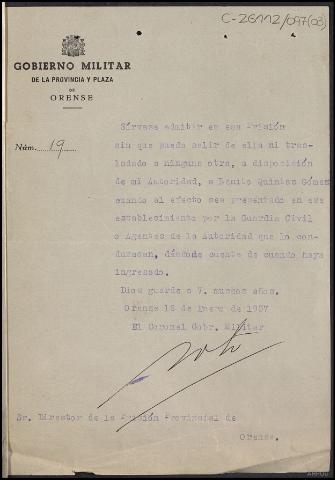 C-26112/097(03)
GOBIERNO MILITAR
DE LA PROVINCIA Y PLAZA
DE
ORENSE
Núm. 19
Sírvase admitir en esa Prisión
sin que pueda salir de ella ni tras-
ladado a ninguna otra, a disposición
de mi Autoridad, a Benito Quintas Gómez
cuando al efecto sea presentado en ese
establecimiento por la Guardia Civil
o Agentes de la Autoridad que lo con-
duzcan, dándome cuenta de cuando haya
ingresado.
Dios guarde a V. muchos años.
Orense 16 de Enero de 1937
El Coronel Gobr. Militar
Soto
Sr. Director de la Prisión Provincial de
Orense.